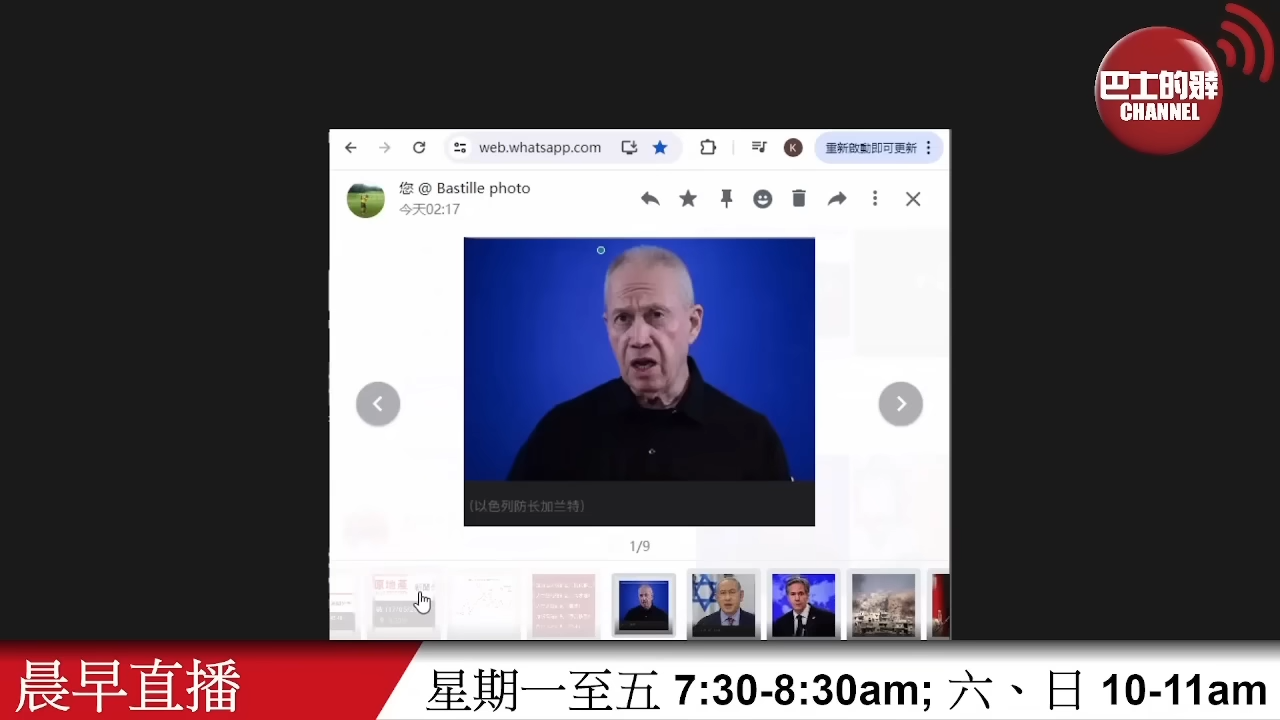 巴士的報
CHANNEL
web.whatsapp.com
K
重新啟動即可更新
您 @ Bastille photo
今天02:17
(以色列防长加兰特)
1/9
晨早直播
星期一至五 7:30-8:30am; 六、日 10-11am